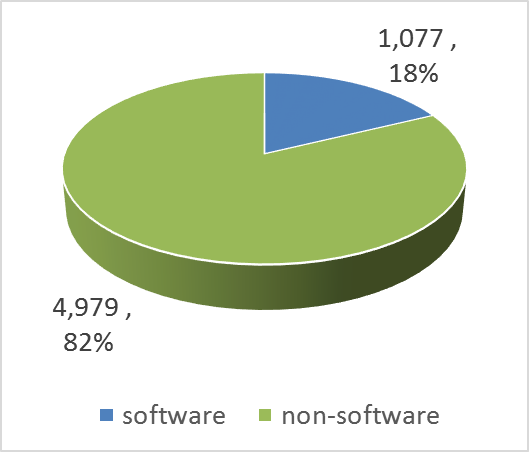 1,077 ,
18%
4,979 ,
82%
software
non-software